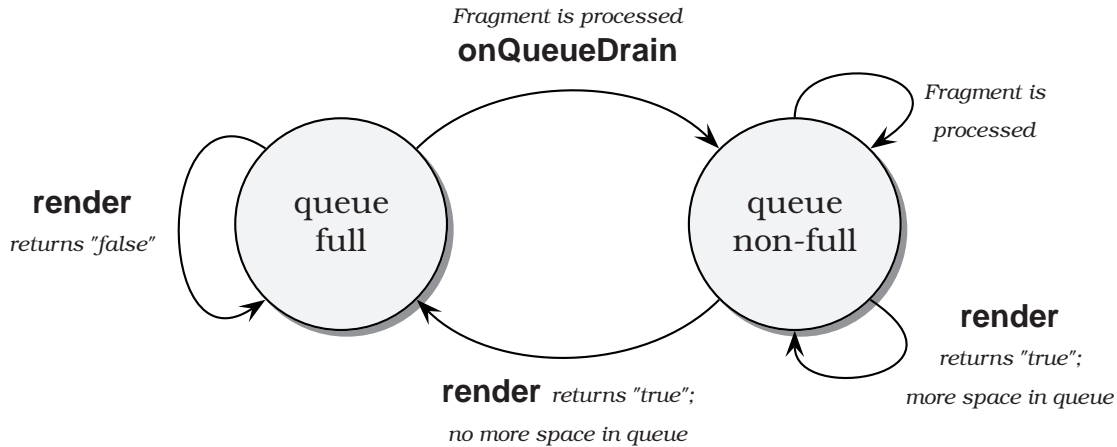 Fragment is processed
onQueueDrain
Fragment is
processed
render
returns "false"
queue
full
queue
non-full
render
returns "true";
more space in queue
render returns "true";
no more space in queue